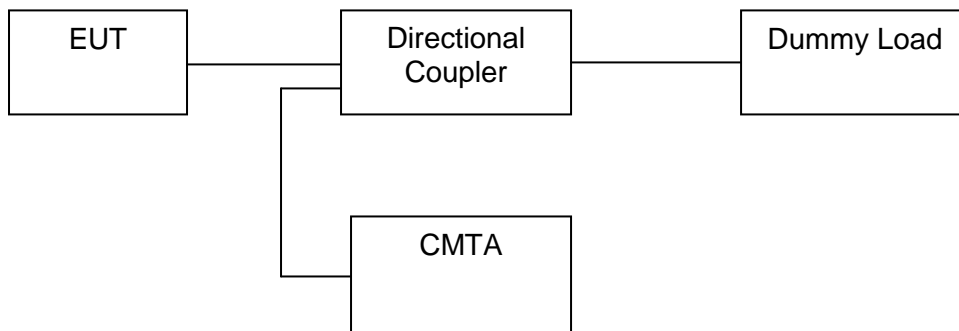 EUT
Directional
Coupler
Dummy Load
CMTA